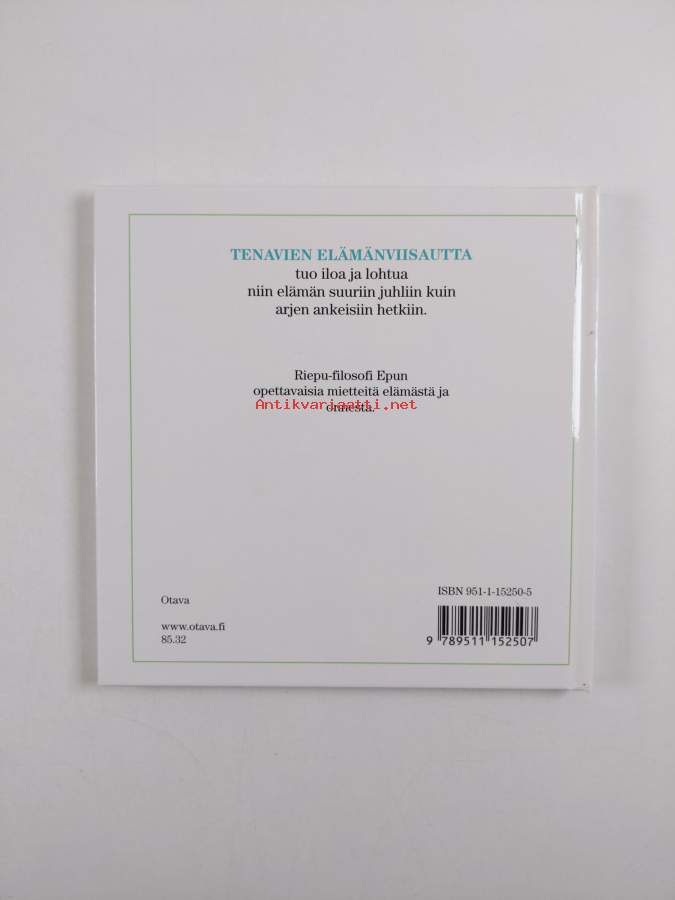 TENAVIEN ELÄMÄNVIISAUTTA
tuo iloa ja lohtua
niin elämän suuriin juhliin kuin
arjen ankeisiin hetkiin.
Riepu-filosofi Epun
opettavaisia mietteitä elämästä ja
onnesta.
Antikvariaatti.net
ISBN 951-1-15250-5
Otava
www.otava.fi
85.32
9 789511 152507